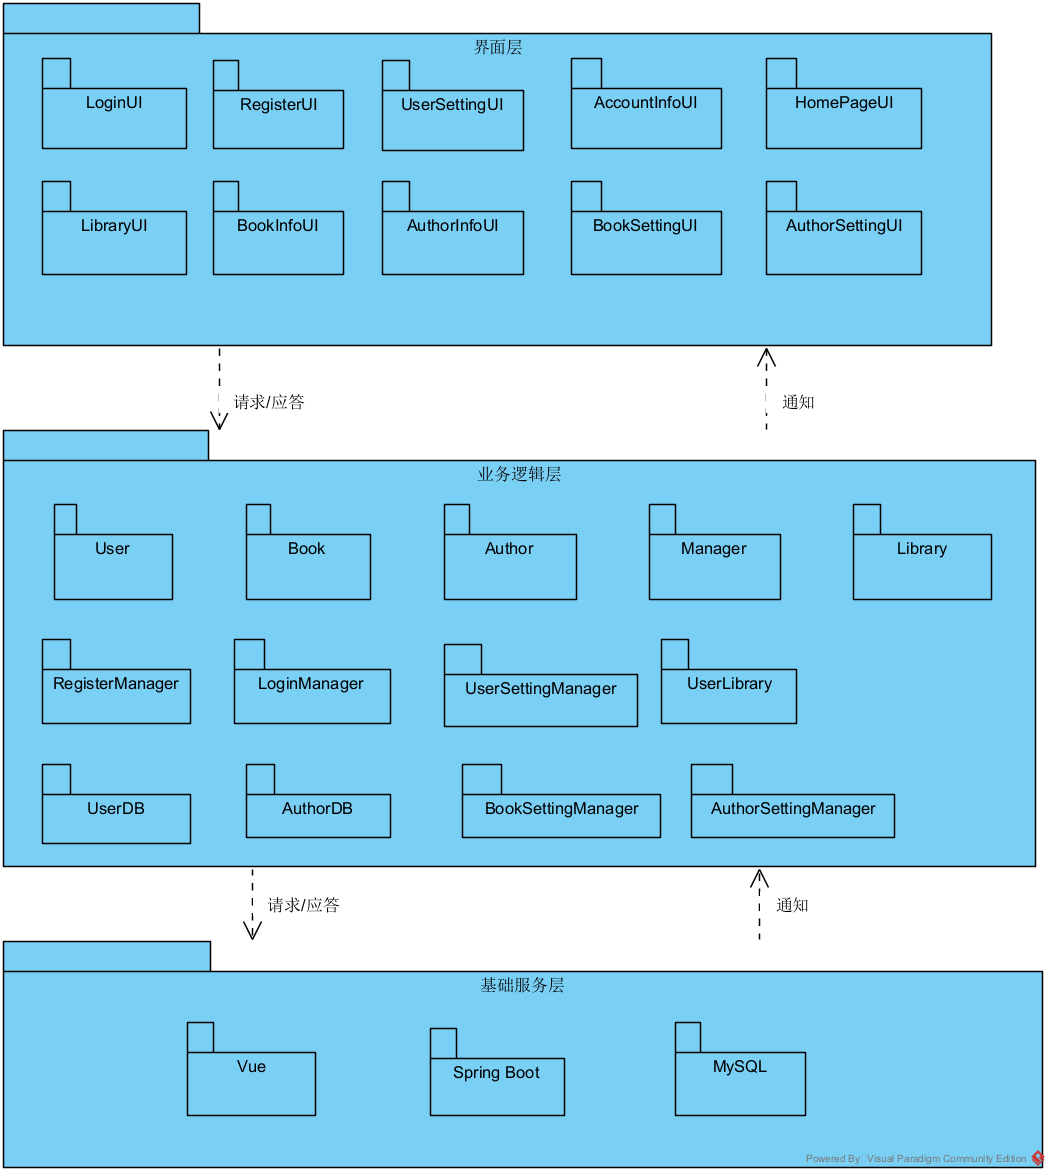 界面层
LoginUI
RegisterUI
UserSettingUI
AccountInfoUI
HomePageUI
LibraryUI
BookInfoUI
AuthorInfoUI
BookSettingUI
AuthorSettingUI
请求/应答
通知
业务逻辑层
User
Book
Author
Manager
Library
RegisterManager
LoginManager
UserSettingManager
UserLibrary
UserDB
AuthorDB
BookSettingManager
AuthorSettingManager
请求/应答
通知
基础服务层
Vue
Spring Boot
MySQL
Powered By Visual Paradigm Community Edition